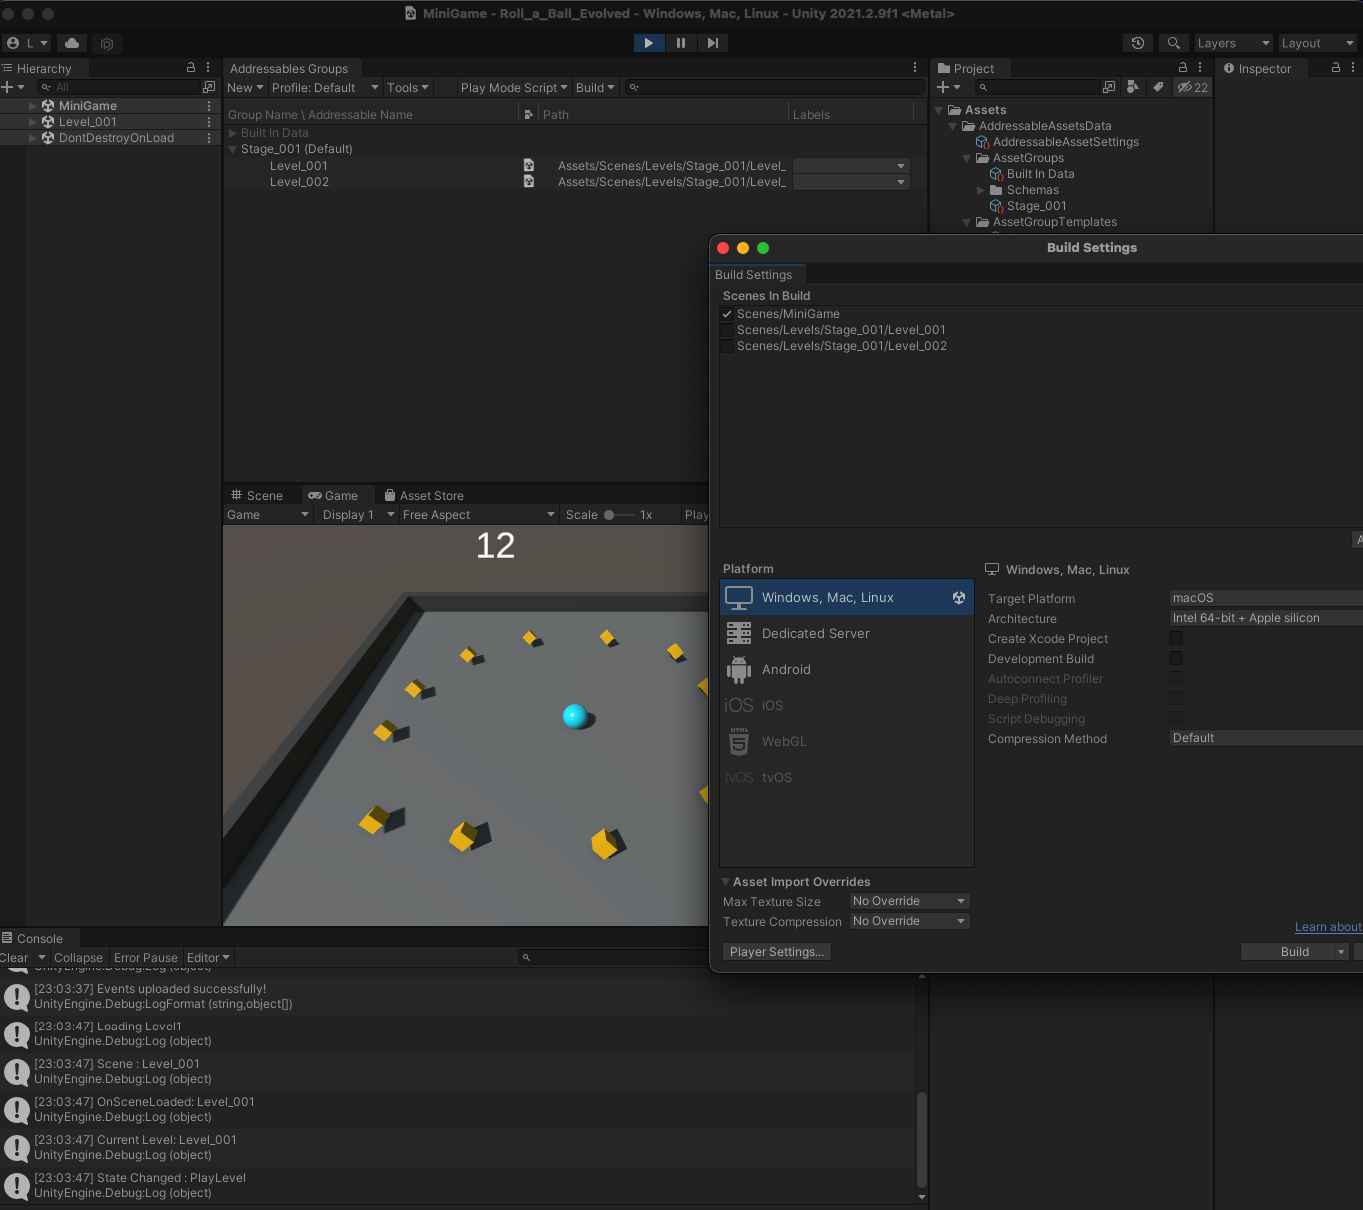 MiniGame - Roll_a_Ball_Evolved - Windows, Mac, Linux - Unity 2021.2.9f1 <Metal>
L
Layers
Layout
Hierarchy
All
MiniGame
Level_001
DontDestroyOnLoad
Addressables Groups
New
Profile: Default
Tools
Play Mode Script
Build
Group Name \ Addressable Name
Path
Labels
Built In Data
Stage_001 (Default)
Level_001
Assets/Scenes/Levels/Stage_001/Level_
Level_002
Assets/Scenes/Levels/Stage_001/Level_
Project
22
Assets
AddressableAssetsData
AddressableAssetSettings
AssetGroups
Built In Data
Schemas
Stage_001
AssetGroupTemplates
Inspector
Build Settings
Build Settings
Scenes In Build
Scenes/MiniGame
Scenes/Levels/Stage_001/Level_001
Scenes/Levels/Stage_001/Level_002
A
Platform
Windows, Mac, Linux
Dedicated Server
Android
iOS iOS
HTML
WebGL
tvOS tvOS
Windows, Mac, Linux
Target Platform macOS
Architecture Intel 64-bit + Apple silicon
Create Xcode Project
Development Build
Autoconnect Profiler
Deep Profiling
Script Debugging
Compression Method Default
Asset Import Overrides
Max Texture Size No Override
Texture Compression No Override
Learn about
Player Settings...
Build
Scene
Game
Asset Store
Game
Display 1
Free Aspect
Scale
1x
Play
12
Console
Clear
Collapse
Error Pause
Editor
UnityEngine.Debug:Log (object)
[23:03:37] Events uploaded successfully!
UnityEngine.Debug:LogFormat (string,object[])
[23:03:47] Loading Level1
UnityEngine.Debug:Log (object)
[23:03:47] Scene : Level_001
UnityEngine.Debug:Log (object)
[23:03:47] OnSceneLoaded: Level_001
UnityEngine.Debug:Log (object)
[23:03:47] Current Level: Level_001
UnityEngine.Debug:Log (object)
[23:03:47] State Changed : PlayLevel
UnityEngine.Debug:Log (object)